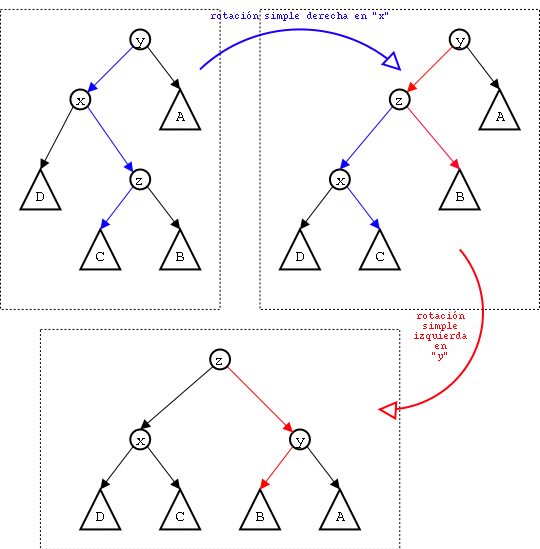 rotación simple derecha en "x"
y
x
A
D
z
C
B
y
z
A
x
B
D
C
rotación
simple
izquierda
en
"y"
z
x
y
D
C
B
A